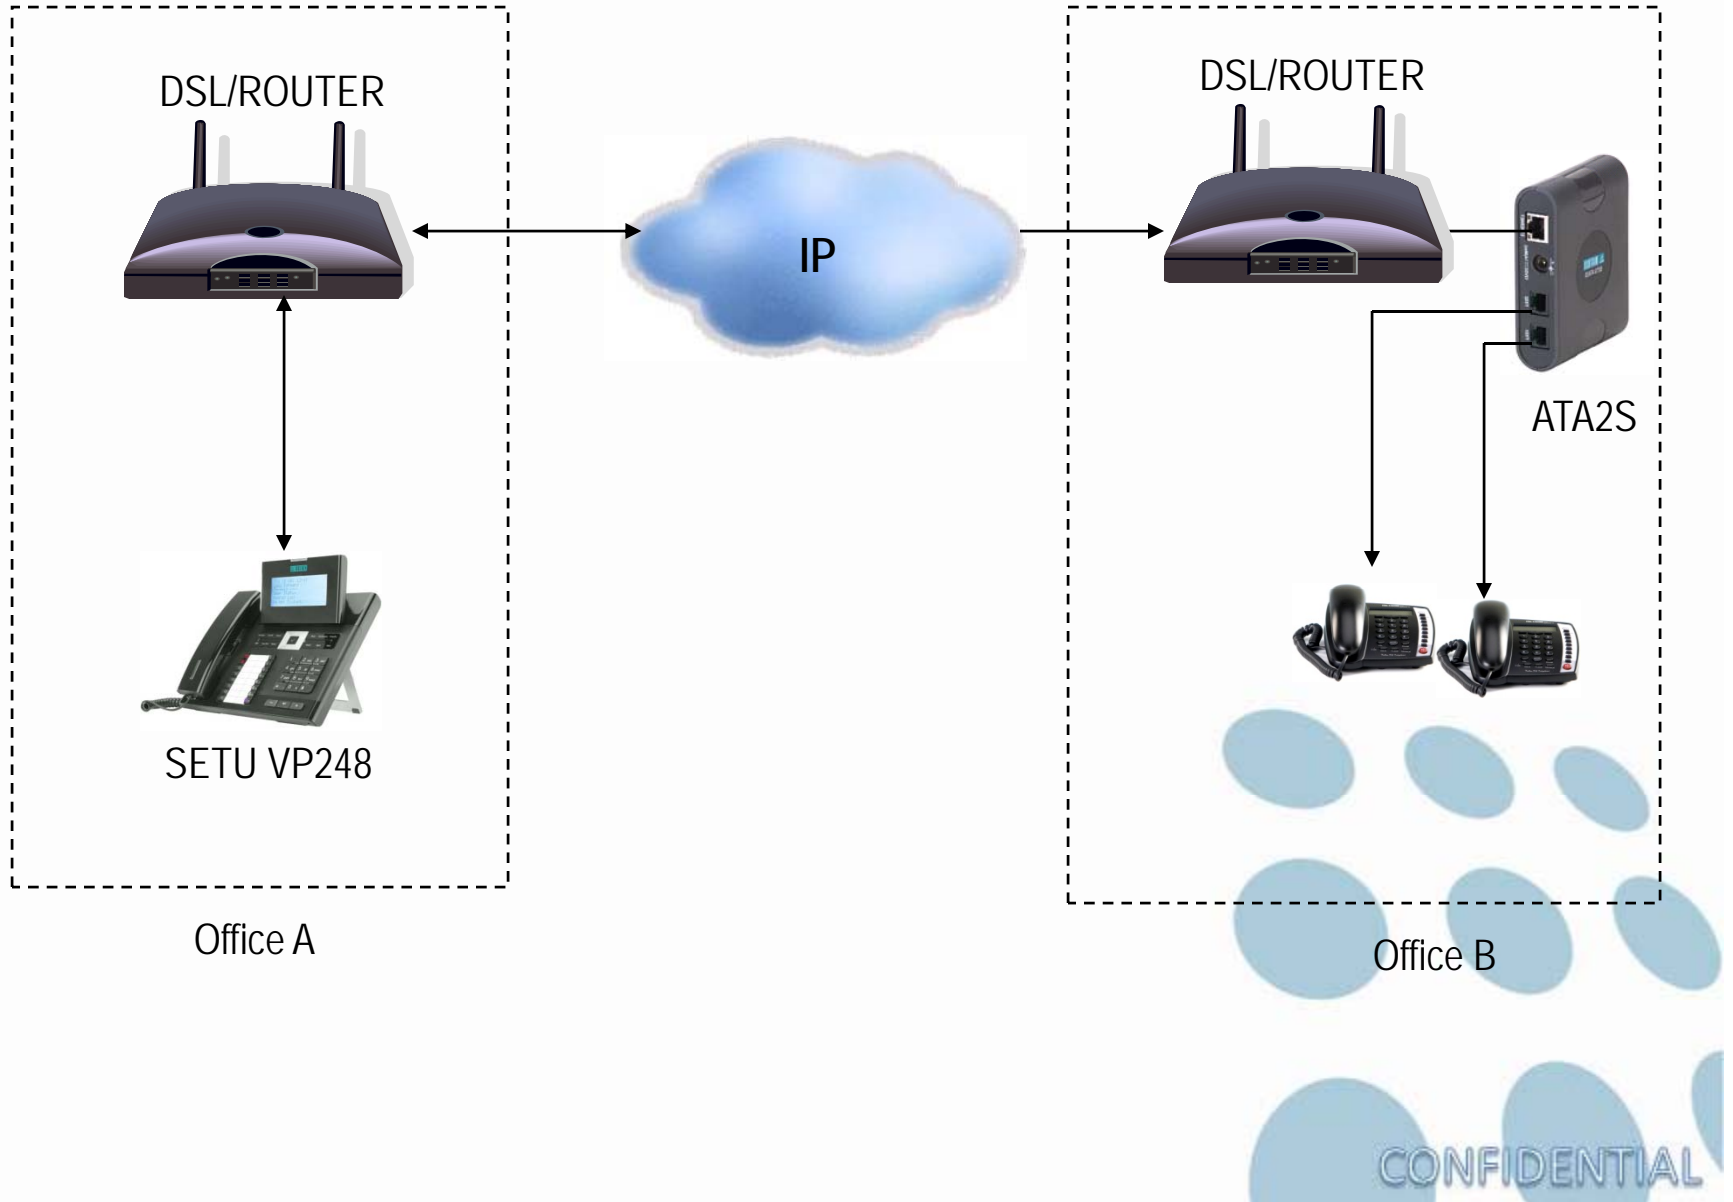 DSL/ROUTER
DSL/ROUTER
IP
ATA2S
SETU VP248
Office A
Office B
CONFIDENTIAL